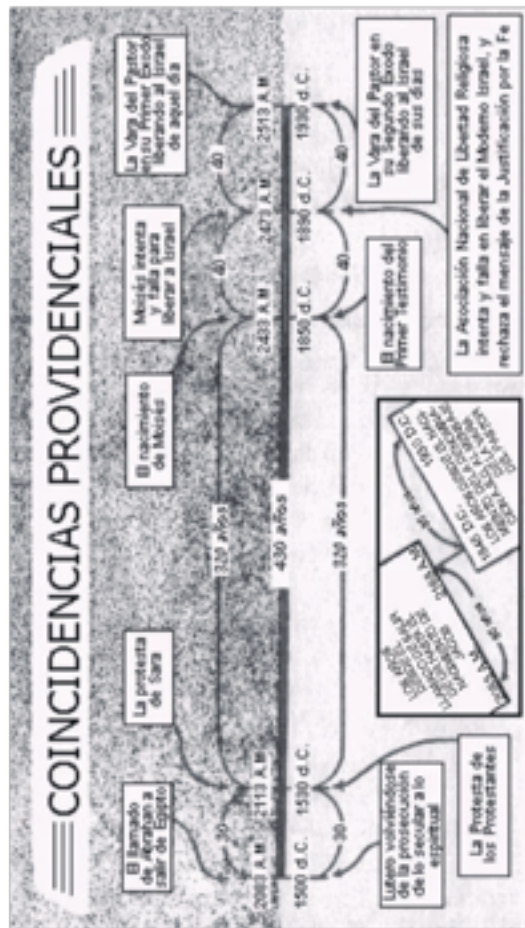 COINCIDENCIAS PROVIDENCIALES
El llamado
de Abrahan a
salir de Egipto
La protesta
de Sara
El nacimiento
de Moisés
Moisés intenta
y falla para
liberar a Israel
La Vara del Pastor
en su Primer Exodo
liberando al Israel
de aquel día
2083 A.M.
2113 A.M.
2433 A.M.
2473 A.M.
2513 A.M.
30
320 años
40
40
430 años
1500 d.C.
1530 d.C.
1850 d.C.
1890 d.C.
1930 d.C.
30
320 años
40
40
Lutero volviéndose
de la prosecución
de lo secular a lo
espiritual
La Protesta de
los Protestantes
El nacimiento del
Primer Testimonio
La Vara del Pastor en
su Segundo Exodo
liberando al Israel
de sus días
La Asociación Nacional de Libertad Religiosa
intenta y falla en liberar el Moderno Israel, y
rechaza el mensaje de la Justificación por la Fe